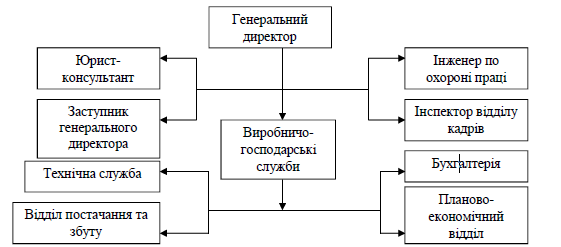 Генеральний
директор
Юрист-
консультант
Інженер по
охороні праці
Заступник
генерального
директора
Виробничо-
господарські
служби
Інспектор відділу
кадрів
Технічна служба
Бухгалтерія
Відділ постачання та
збуту
Планово-
економічний
відділ